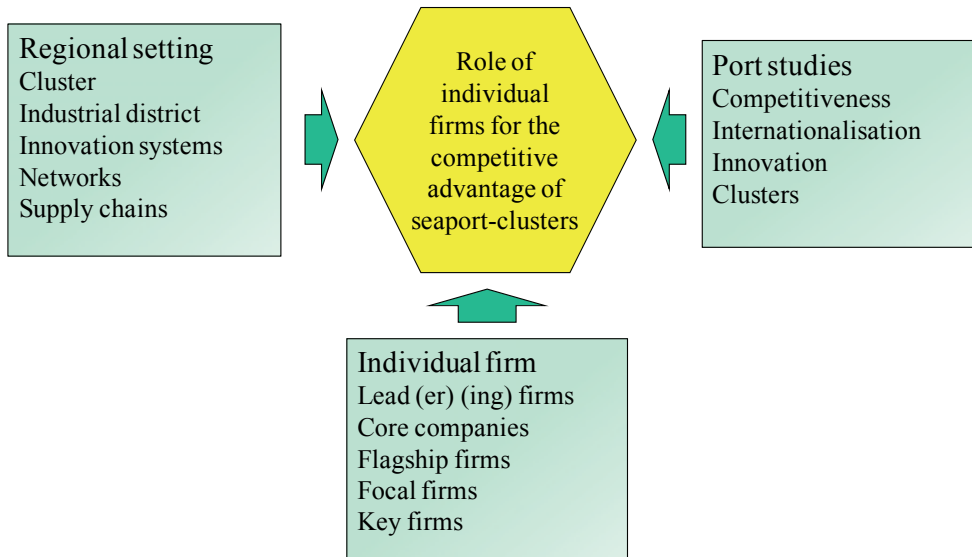 Regional setting
Cluster
Industrial district
Innovation systems
Networks
Supply chains
Role of
individual
firms for the
competitive
advantage of
seaport-clusters
Port studies
Competitiveness
Internationalisation
Innovation
Clusters
Individual firm
Lead (er) (ing) firms
Core companies
Flagship firms
Focal firms
Key firms